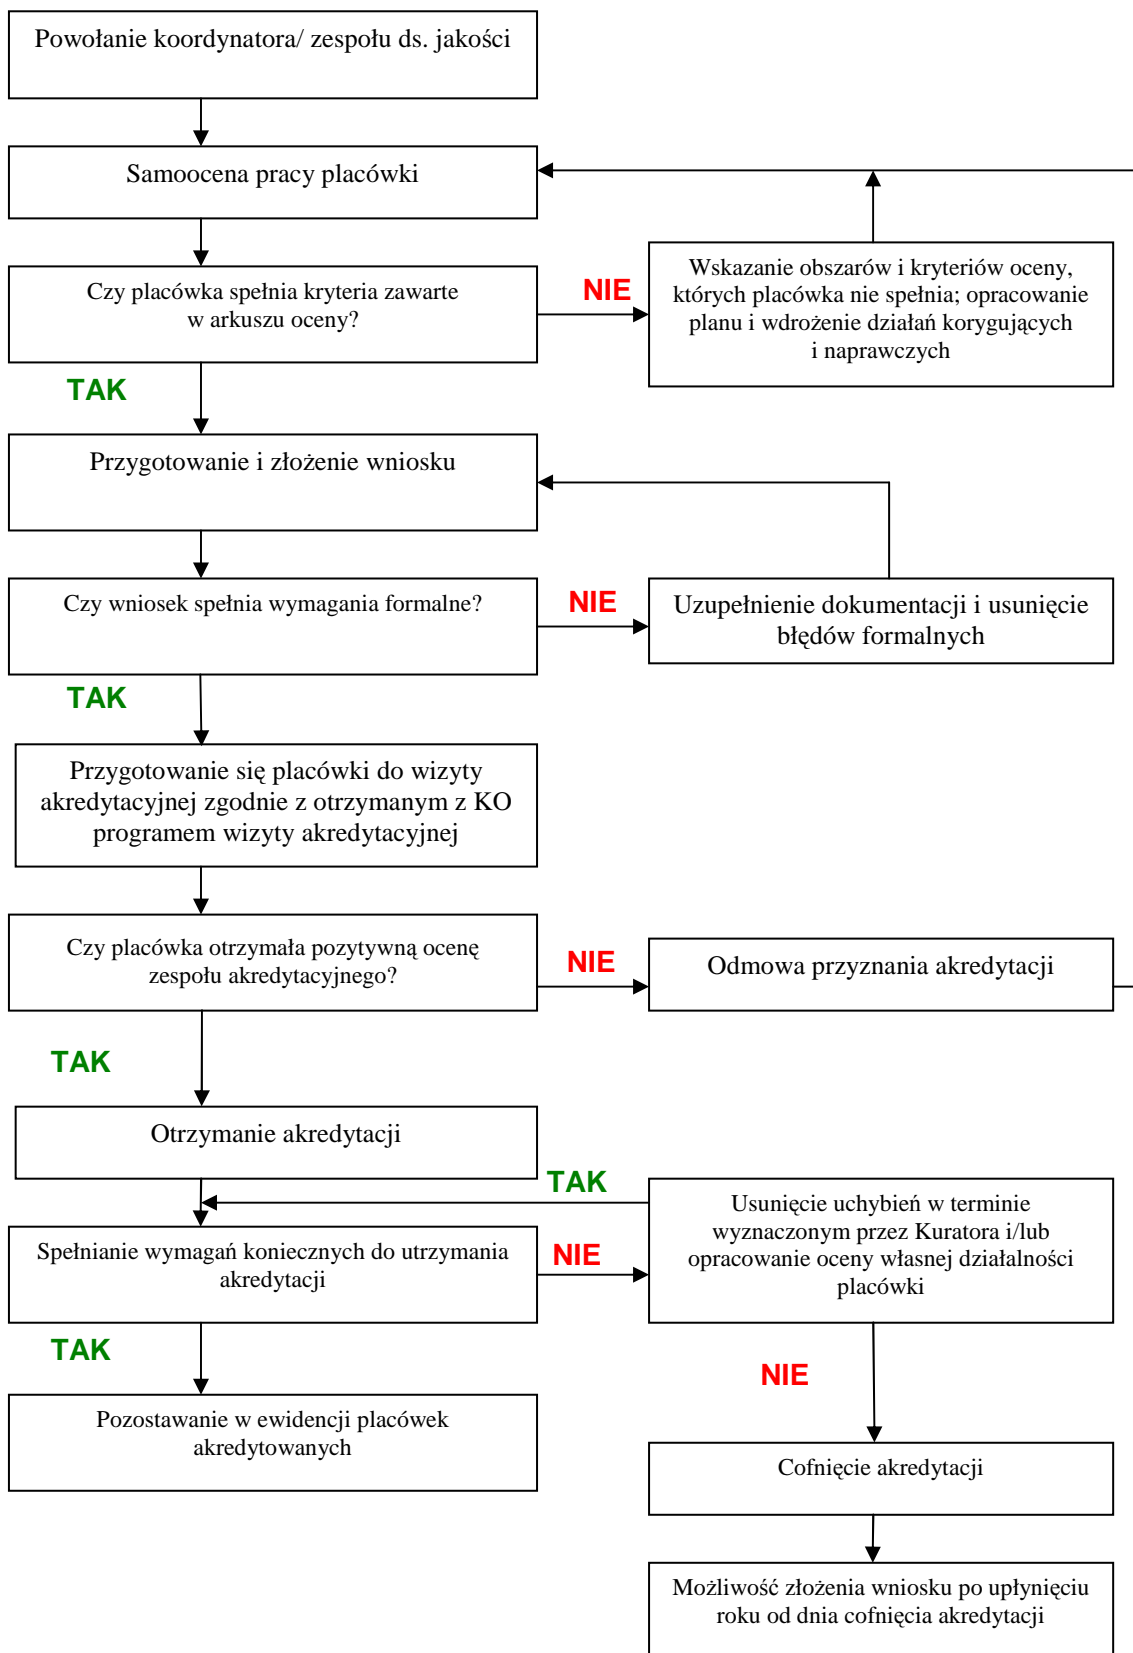 Powołanie koordynatora/ zespołu ds. jakości
Samoocena pracy placówki
Czy placówka spełnia kryteria zawarte
w arkuszu oceny?
NIE
Wskazanie obszarów i kryteriów oceny,
których placówka nie spełnia; opracowanie
planu i wdrożenie działań korygujących
i naprawczych
TAK
Przygotowanie i złożenie wniosku
Czy wniosek spełnia wymagania formalne?
NIE
Uzupełnienie dokumentacji i usunięcie
błędów formalnych
TAK
Przygotowanie się placówki do wizyty
akredytacyjnej zgodnie z otrzymanym z KO
programem wizyty akredytacyjnej
Czy placówka otrzymała pozytywną ocenę
zespołu akredytacyjnego?
NIE
Odmowa przyznania akredytacji
TAK
Otrzymanie akredytacji
TAK
Usunięcie uchybień w terminie
wyznaczonym przez Kuratora i/lub
opracowanie oceny własnej działalności
placówki
Spełnianie wymagań koniecznych do utrzymania
akredytacji
NIE
TAK
NIE
Pozostawanie w ewidencji placówek
akredytowanych
Cofnięcie akredytacji
Możliwość złożenia wniosku po upłynięciu
roku od dnia cofnięcia akredytacji